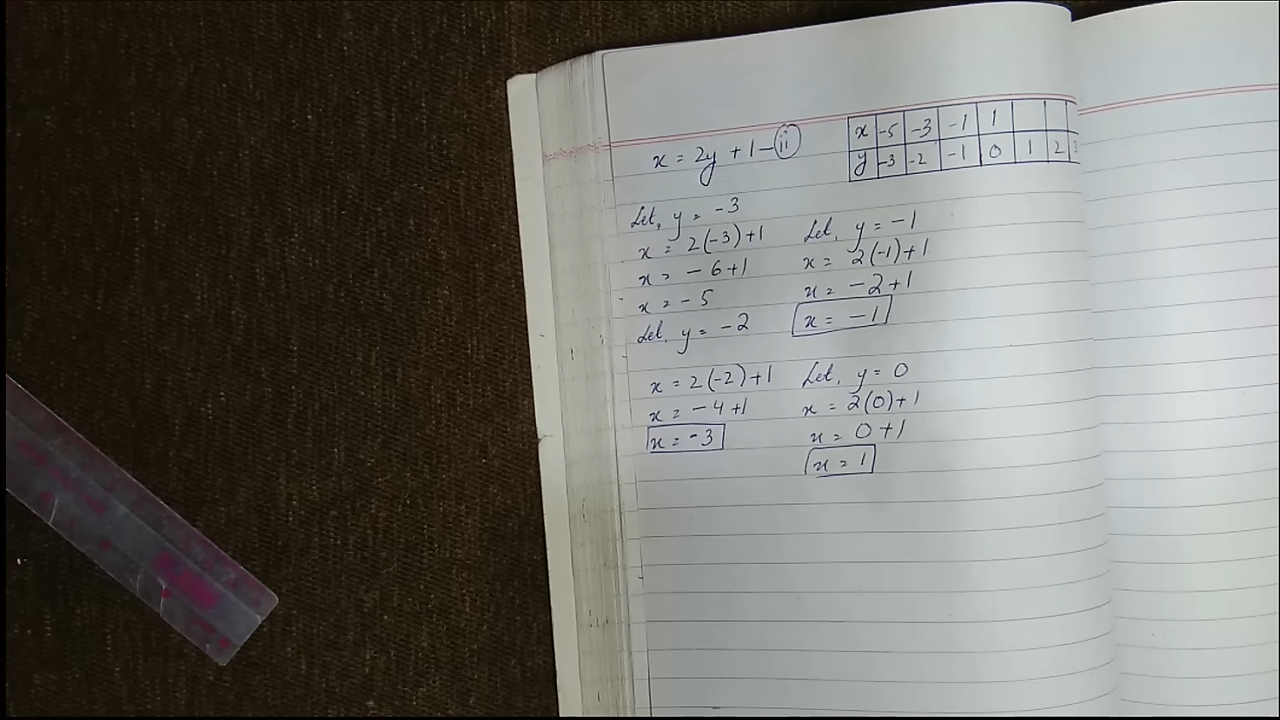 x = 2y + 1 - ii
x -5 -3 -1 1
y -3 -2 -1 0 1 2
Let, y = -3
x = 2(-3)+1
x = -6+1
x = -5
Let, y = -2
x = 2(-2)+1
x = -4+1
x = -3
Let, y = -1
x = 2(-1)+1
x = -2+1
x = -1
Let, y = 0
x = 2(0)+1
x = 0+1
x = 1